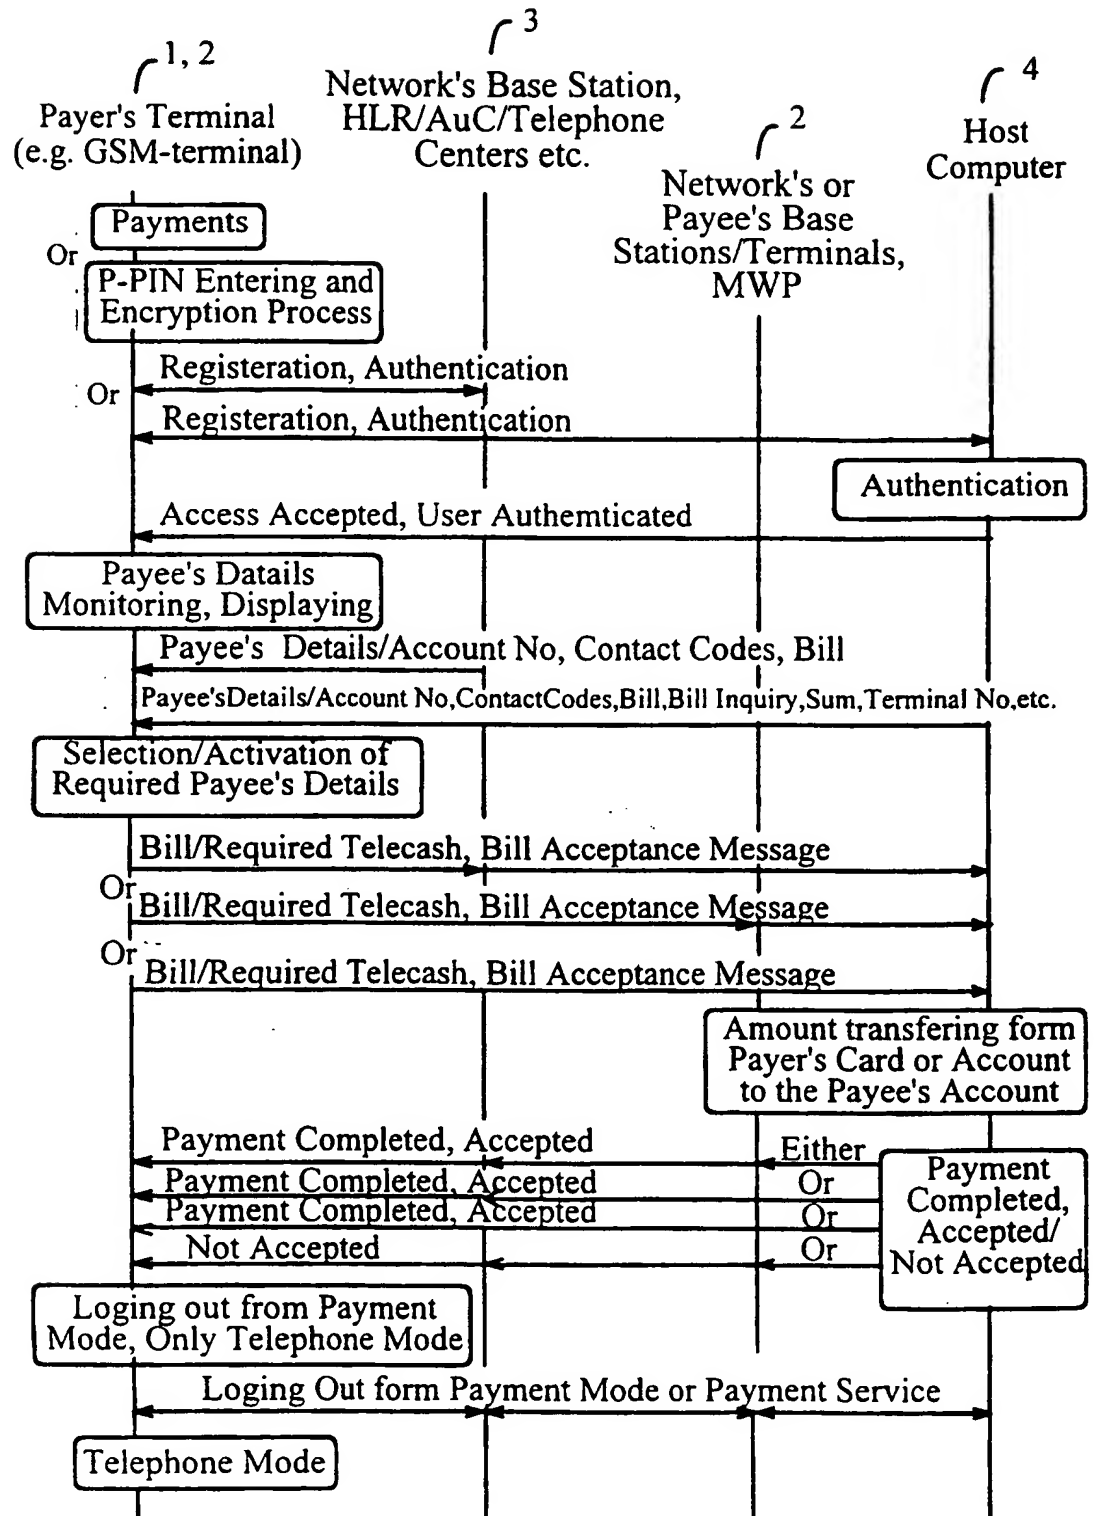 3
1, 2
4
Network's Base Station,
HLR/AuC/Telephone
Centers etc.
Payer's Terminal
(e.g. GSM-terminal)
2
Host
Computer
Network's or
Payee's Base
Stations/Terminals,
MWP
Payments
Or
P-PIN Entering and
Encryption Process
Registeration, Authentication
Or
Registeration, Authentication
Authentication
Access Accepted, User Authemticated
Payee's Datails
Monitoring, Displaying
Payee's Details/Account No, Contact Codes, Bill
Payee'sDetails/Account No,ContactCodes,Bill,Bill Inquiry,Sum,Terminal No,etc.
Selection/Activation of
Required Payee's Details
Bill/Required Telecash, Bill Acceptance Message
Or
Bill/Required Telecash, Bill Acceptance Message
Or
Bill/Required Telecash, Bill Acceptance Message
Amount transfering form
Payer's Card or Account
to the Payee's Account
Payment Completed, Accepted
Either
Payment Completed, Accepted
Or
Payment Completed, Accepted
Or
Not Accepted
Or
Payment
Completed,
Accepted/
Not Accepted
Loging out from Payment
Mode, Only Telephone Mode
Loging Out form Payment Mode or Payment Service
Telephone Mode